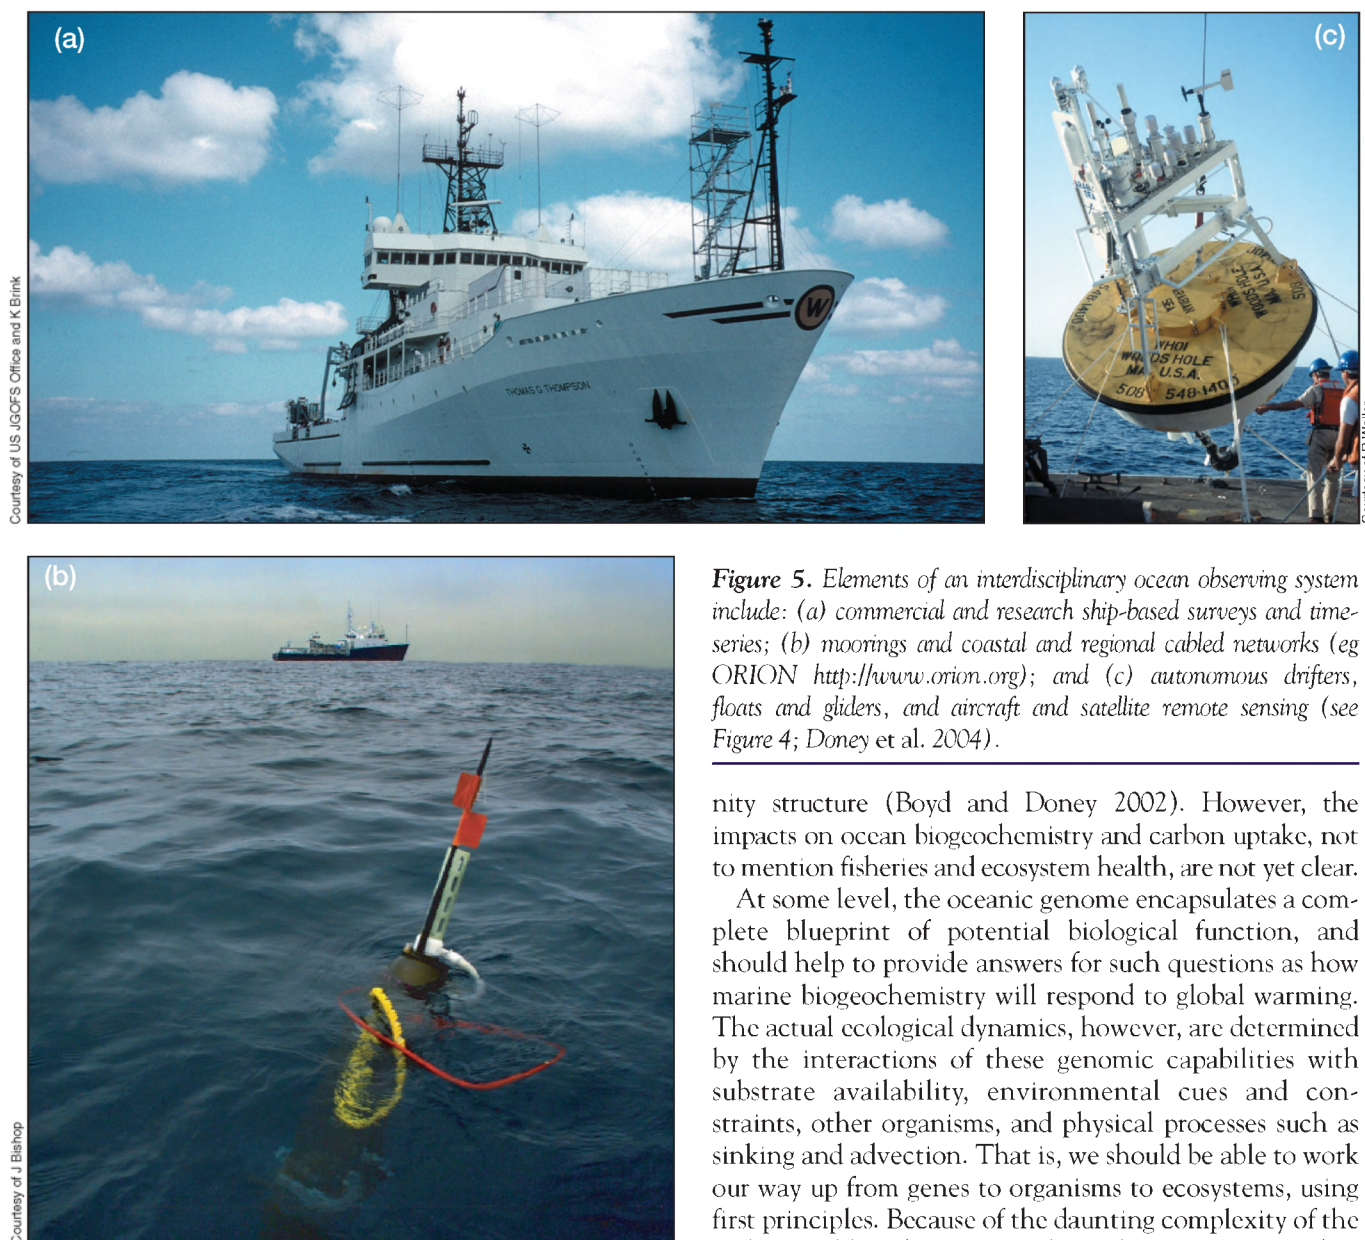 (a)
W
THOMAS G THOMPSON
Courtesy of US JGOFS Office and K Brink
(c)
WHOI
WOODS HOLE
MA U.S.A.
508 548-1400
WOODS HOLE
MA U.S.A
(b)
Courtesy of J Bishop
Figure 5. Elements of an interdisciplinary ocean observing system
include: (a) commercial and research ship-based surveys and time-
series; (b) moorings and coastal and regional cabled networks (eg
ORION http://www.orion.org); and (c) autonomous drifters,
floats and gliders, and aircraft and satellite remote sensing (see
Figure 4; Doney et al. 2004).
nity structure (Boyd and Doney 2002). However, the
impacts on ocean biogeochemistry and carbon uptake, not
to mention fisheries and ecosystem health, are not yet clear.
At some level, the oceanic genome encapsulates a com-
plete blueprint of potential biological function, and
should help to provide answers for such questions as how
marine biogeochemistry will respond to global warming.
The actual ecological dynamics, however, are determined
by the interactions of these genomic capabilities with
substrate availability, environmental cues and con-
straints, other organisms, and physical processes such as
sinking and advection. That is, we should be able to work
our way up from genes to organisms to ecosystems, using
first principles. Because of the daunting complexity of the